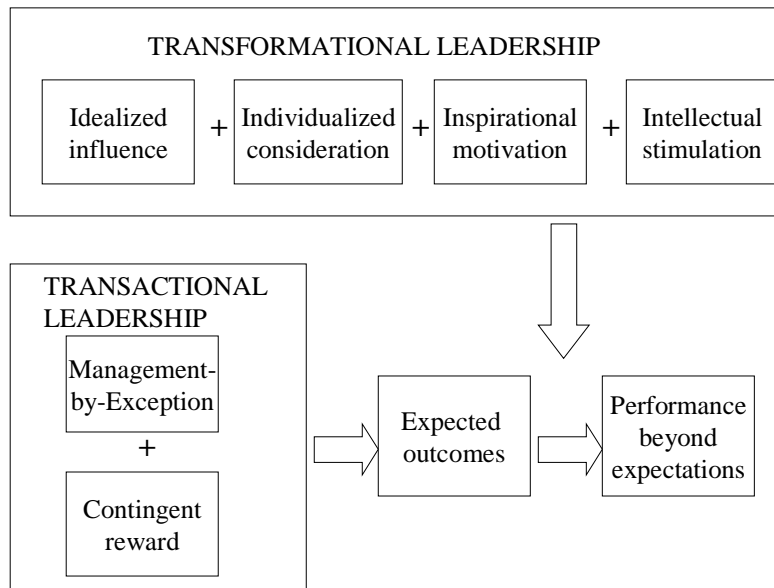 TRANSFORMATIONAL LEADERSHIP
Idealized
influence
+
Individualized
consideration
+
Inspirational
motivation
+
Intellectual
stimulation
TRANSACTIONAL
LEADERSHIP
Management-
by-Exception
+
Contingent
reward
Expected
outcomes
Performance
beyond
expectations